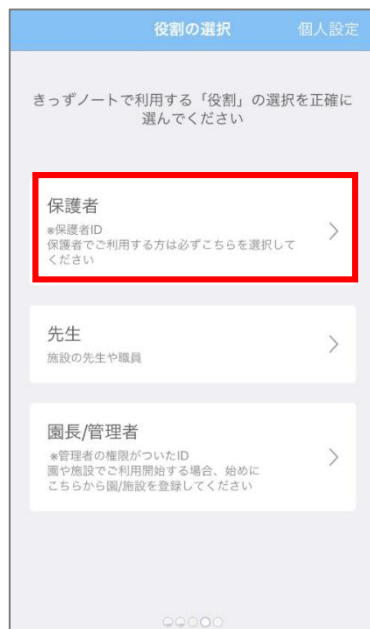 役割の選択
個人設定
きっずノートで利用する「役割」の選択を正確に
選んでください
保護者
※保護者ID
保護者でご利用する方は必ずこちらを選択して
ください
先生
施設の先生や職員
園長/管理者
※管理者の権限がついたID
園や施設でご利用開始する場合、始めに
こちらから園/施設を登録してください